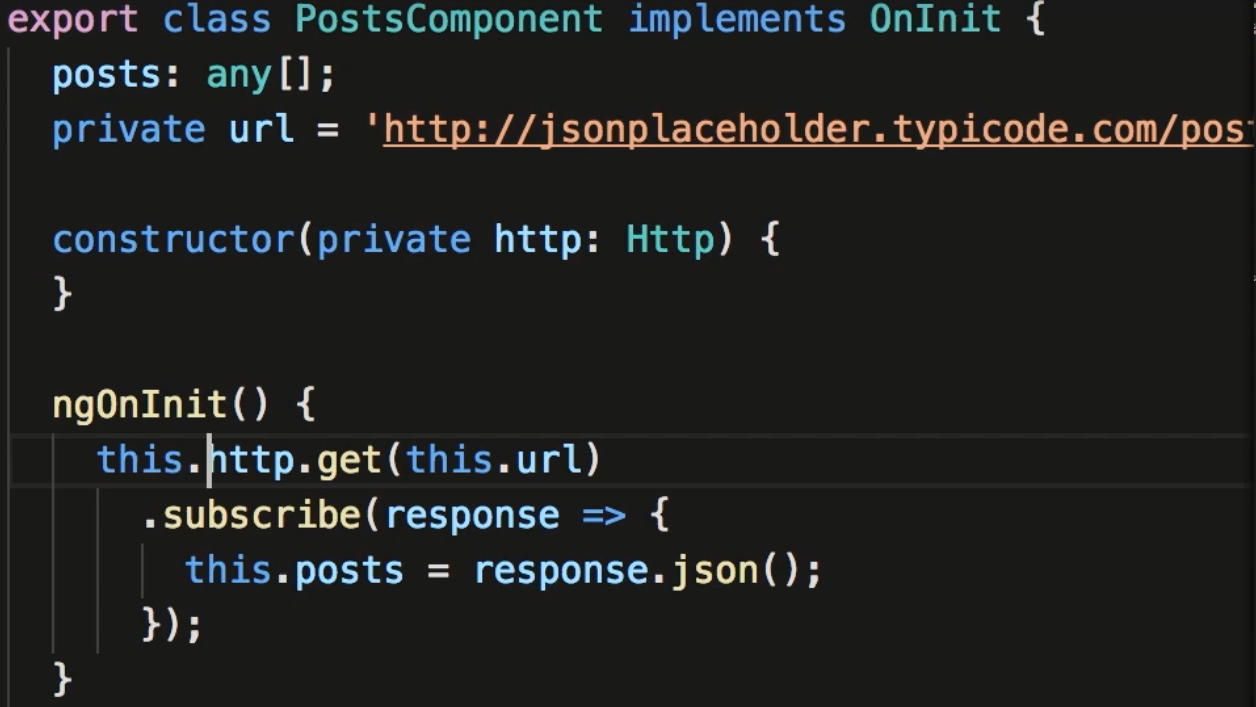 export class PostsComponent implements OnInit {
posts: any[];
private url = 'http://jsonplaceholder.typicode.com/pos
constructor(private http: Http) {
}
ngOnInit() {
this.http.get(this.url)
.subscribe(response => {
this.posts = response.json();
});
}